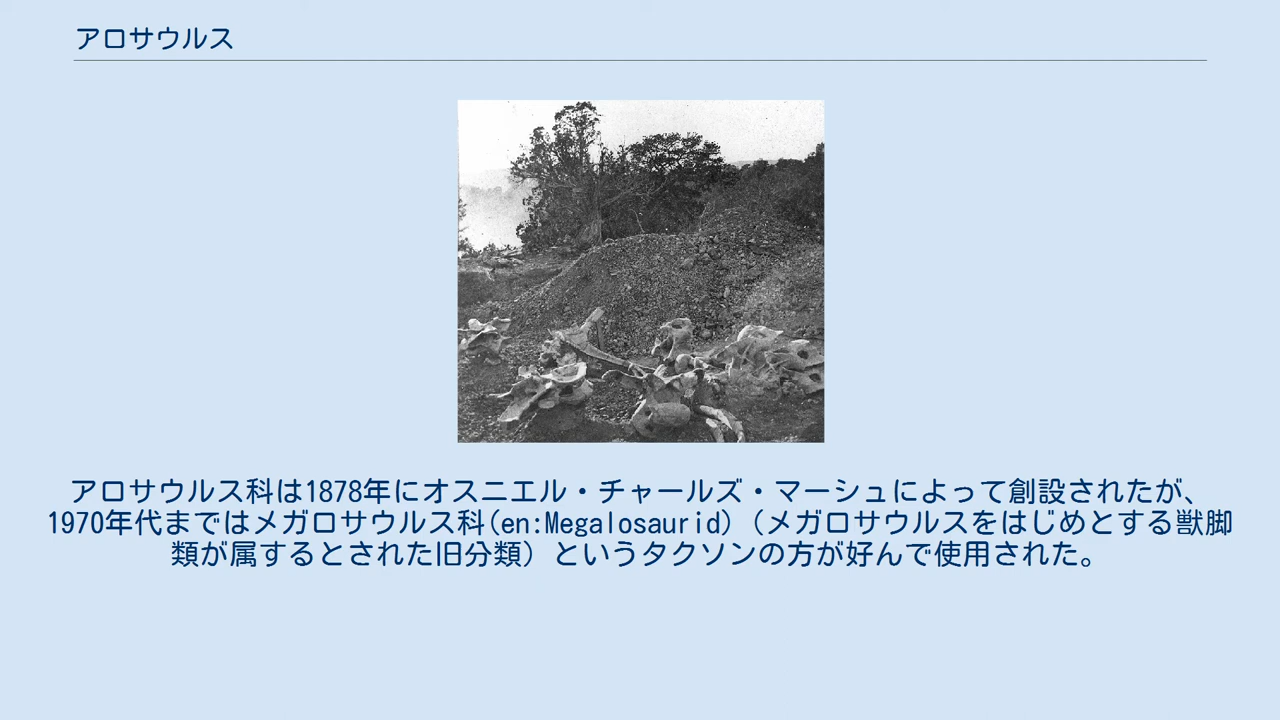 アロサウルス
アロサウルス科は1878年にオスニエル・チャールズ・マーシュによって創設されたが、
1970年代まではメガロサウルス科(en:Megalosaurid)（メガロサウルスをはじめとする獣脚
類が属するとされた旧分類）というタクソンの方が好んで使用された。